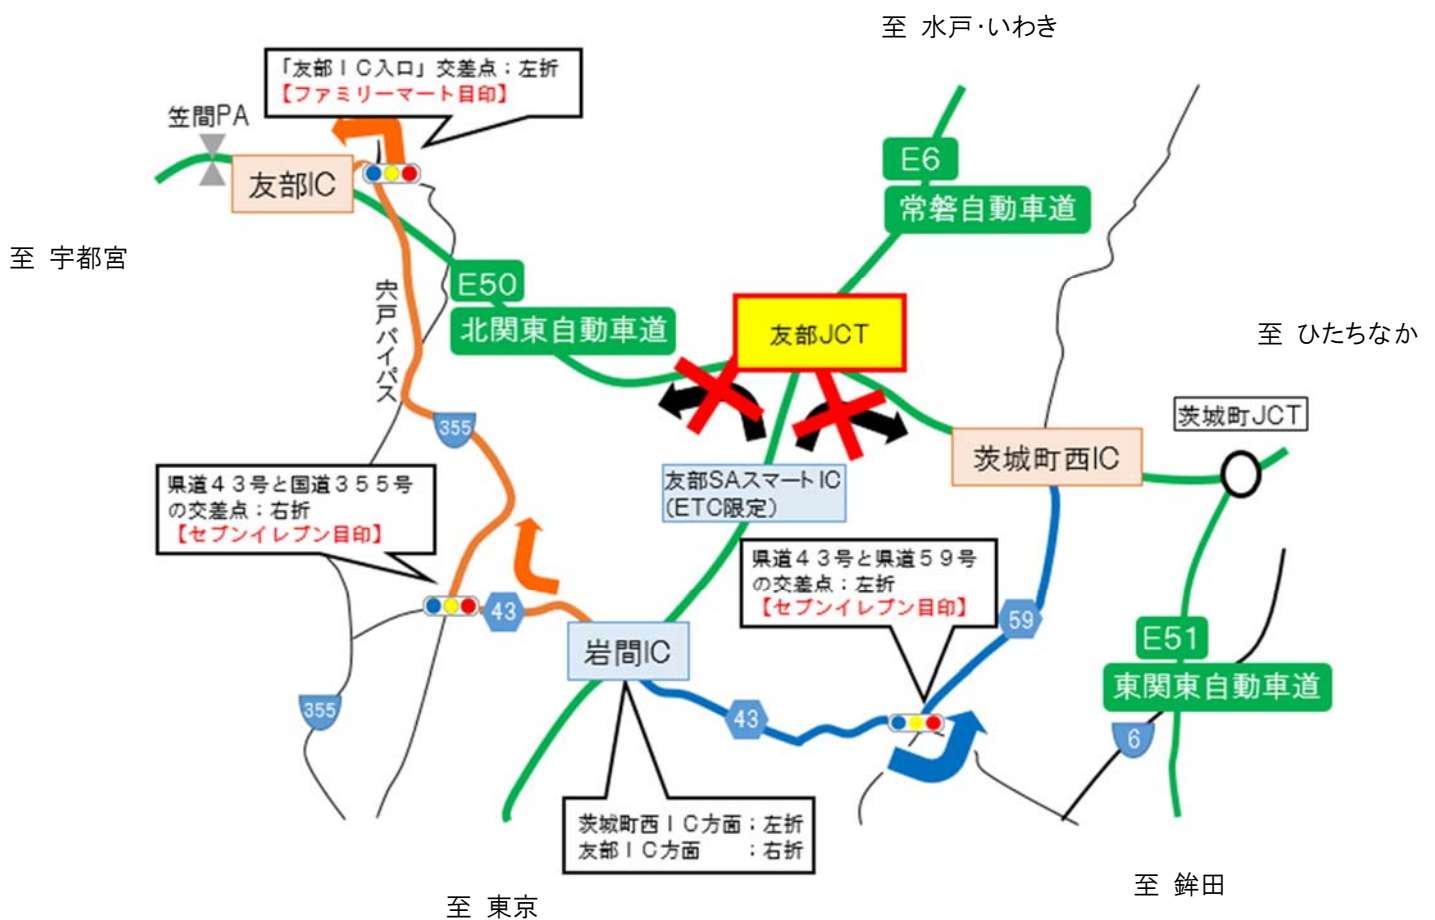 至 水戸・いわき
「友部ＩＣ入口」交差点：左折
【ファミリーマート目印】
笠間PA
友部IC
E6
常磐自動車道
至 宇都宮
E50
北関東自動車道
宍戸バイパス
友部JCT
至 ひたちなか
茨城町JCT
355
茨城町西IC
県道４３号と国道３５５号
の交差点：右折
【セブンイレブン目印】
友部SAスマートIC
(ETC限定)
県道４３号と県道５９号
の交差点：左折
【セブンイレブン目印】
43
59
岩間IC
E51
東関東自動車道
355
43
6
茨城町西ＩＣ方面：左折
友部ＩＣ方面　　：右折
至 鉾田
至 東京